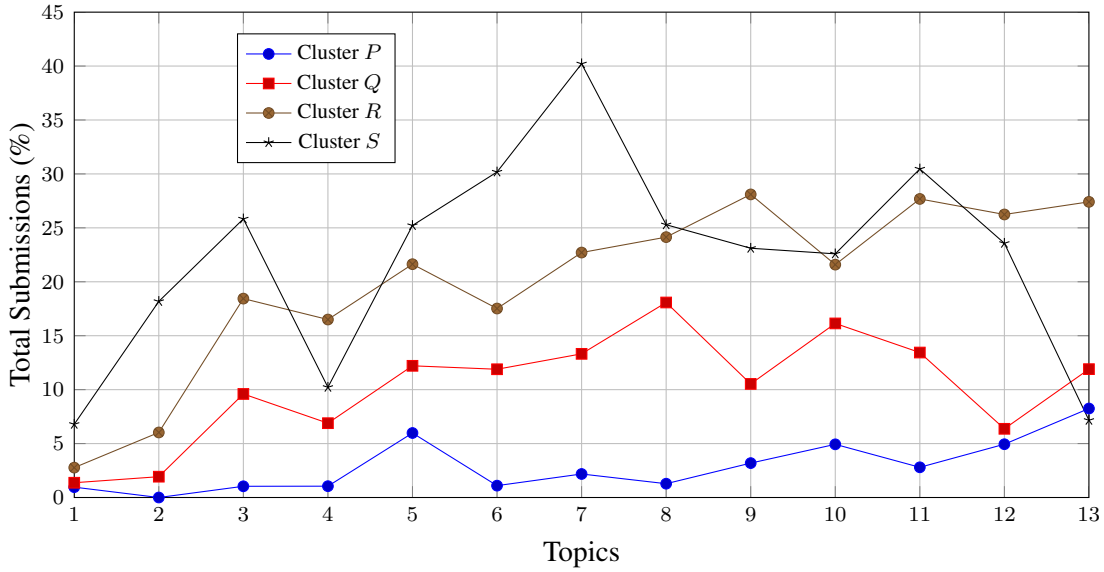 45
40
35
30
25
20
15
10
5
0
Total Submissions (%)
Cluster P
Cluster Q
Cluster R
Cluster S
1 2 3 4 5 6 7 8 9 10 11 12 13
Topics